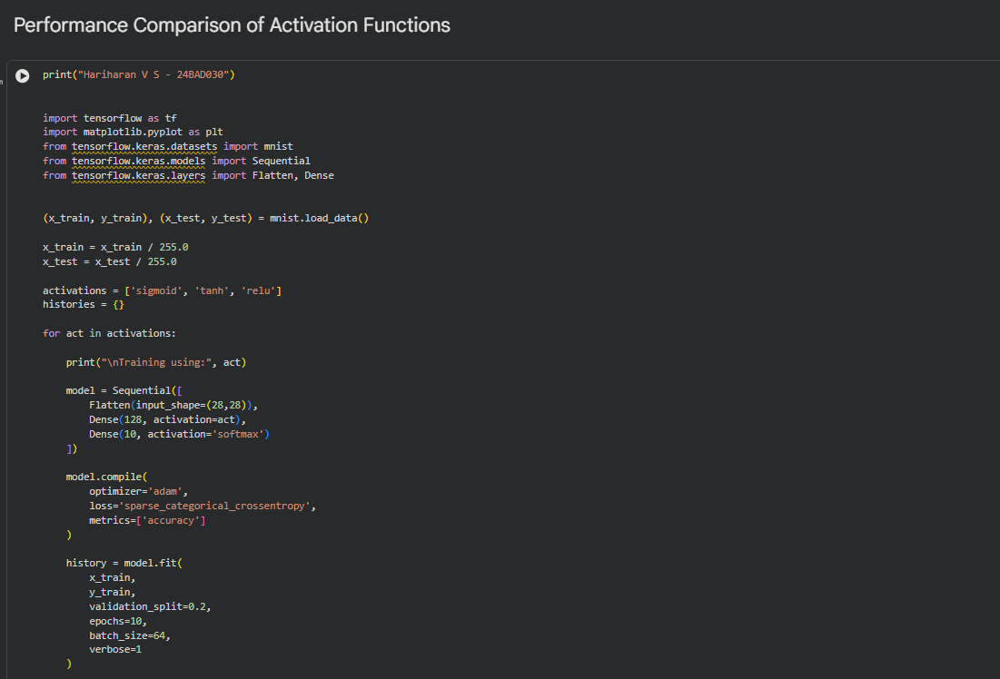 Performance Comparison of Activation Functions
print("Hariharan V S - 24BAD030")
import tensorflow as tf
import matplotlib.pyplot as plt
from tensorflow.keras.datasets import mnist
from tensorflow.keras.models import Sequential
from tensorflow.keras.layers import Flatten, Dense
(x_train, y_train), (x_test, y_test) = mnist.load_data()
x_train = x_train / 255.0
x_test = x_test / 255.0
activations = ['sigmoid', 'tanh', 'relu']
histories = {}
for act in activations:
print("\nTraining using:", act)
model = Sequential([
Flatten(input_shape=(28,28)),
Dense(128, activation=act),
Dense(10, activation='softmax')
])
model.compile(
optimizer='adam',
loss='sparse_categorical_crossentropy',
metrics=['accuracy']
)
history = model.fit(
x_train,
y_train,
validation_split=0.2,
epochs=10,
batch_size=64,
verbose=1
)